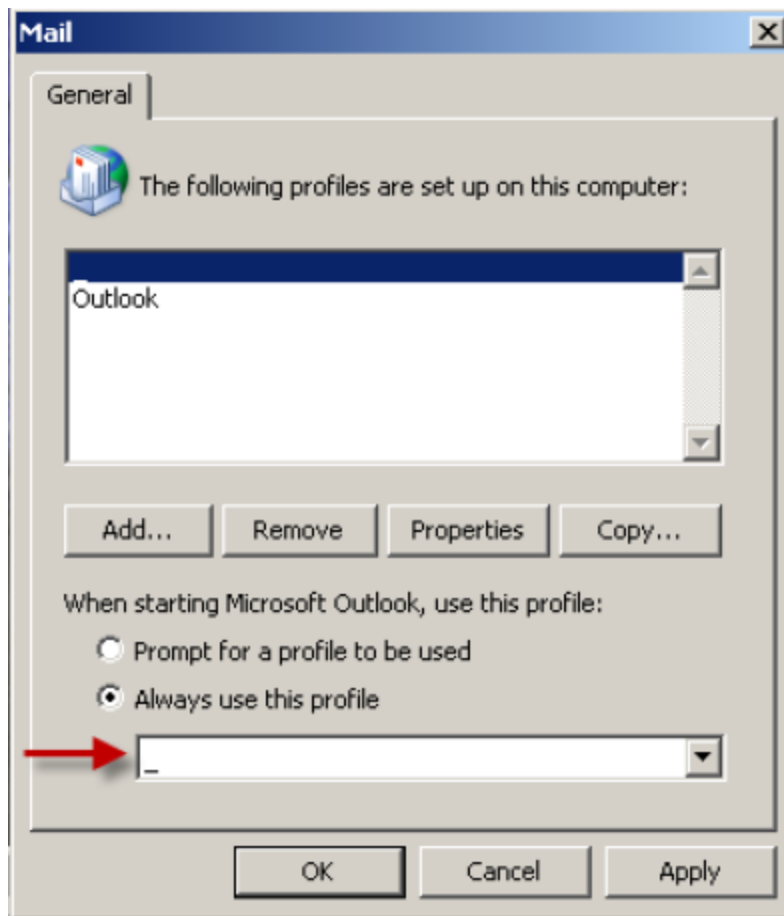 Mail
General
The following profiles are set up on this computer:
_
Outlook
Add... Remove Properties Copy...
When starting Microsoft Outlook, use this profile:
Prompt for a profile to be used
Always use this profile
_
OK Cancel Apply